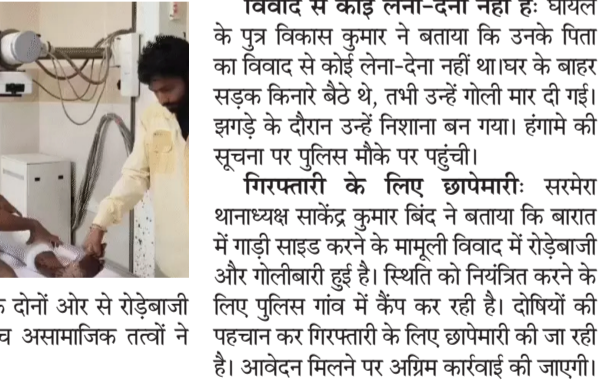 क दोनों ओर से रोड़ेबाजी
च असामाजिक तत्वों ने
विवाद से कोई लेना-देना नहीं हैः घायल
के पुत्र विकास कुमार ने बताया कि उनके पिता
का विवाद से कोई लेना-देना नहीं था।घर के बाहर
सड़क किनारे बैठे थे, तभी उन्हें गोली मार दी गई।
झगड़े के दौरान उन्हें निशाना बन गया। हंगामे की
सूचना पर पुलिस मौके पर पहुंची।
गिरफ्तारी के लिए छापेमारीः सरमेरा
थानाध्यक्ष साकेंद्र कुमार बिंद ने बताया कि बारात
में गाड़ी साइड करने के मामूली विवाद में रोड़ेबाजी
और गोलीबारी हुई है। स्थिति को नियंत्रित करने के
लिए पुलिस गांव में कैंप कर रही है। दोषियों की
पहचान कर गिरफ्तारी के लिए छापेमारी की जा रही
है। आवेदन मिलने पर अग्रिम कार्रवाई की जाएगी।